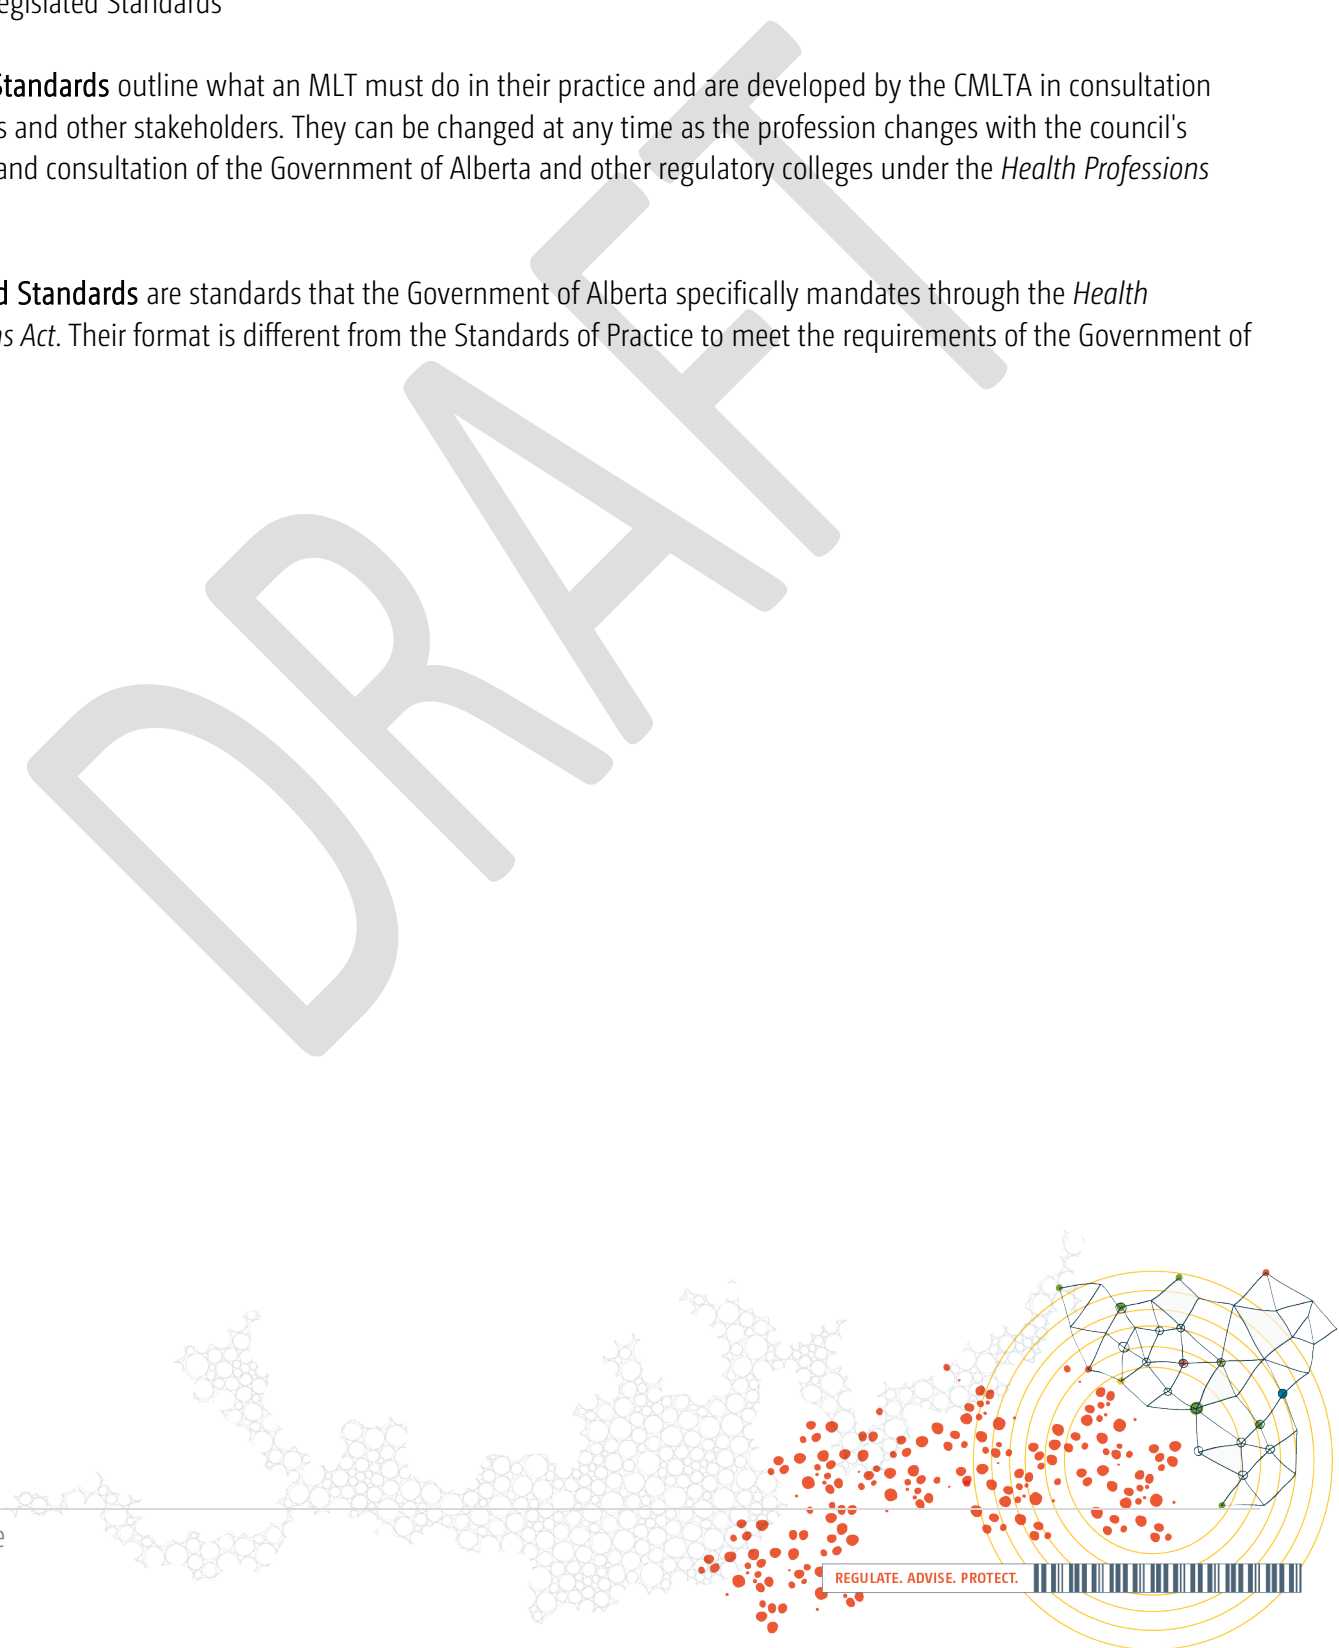 egislated Standards
Standards outline what an MLT must do in their practice and are developed by the CMLTA in consultation
s and other stakeholders. They can be changed at any time as the profession changes with the council's
and consultation of the Government of Alberta and other regulatory colleges under the Health Professions
d Standards are standards that the Government of Alberta specifically mandates through the Health
ns Act. Their format is different from the Standards of Practice to meet the requirements of the Government of
DRAFT
e
REGULATE. ADVISE. PROTECT.